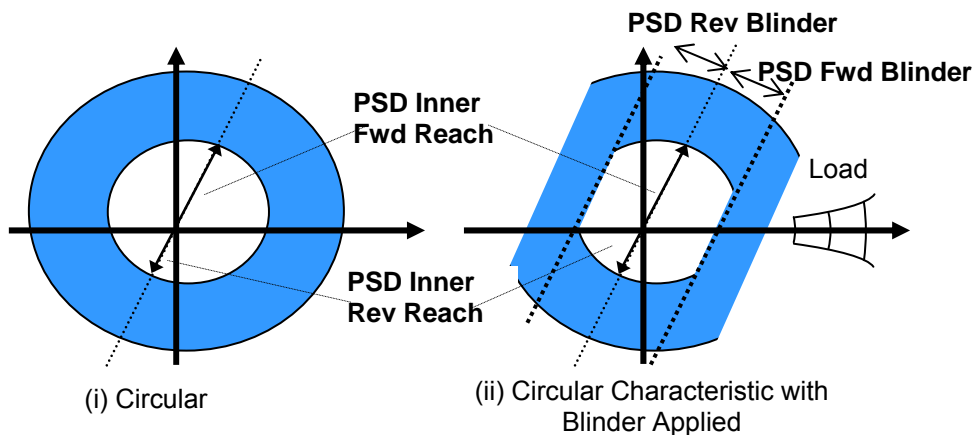 PSD Rev Blinder
PSD Fwd Blinder
PSD Inner
Fwd Reach
Load
PSD Inner
Rev Reach
(i) Circular
(ii) Circular Characteristic with
Blinder Applied